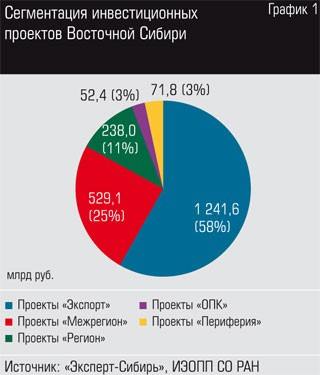 Сегментация инвестиционных
проектов Восточной Сибири
График 1
52,4 (3%)
71,8 (3%)
238,0
(11%)
529,1
(25%)
1 241,6
(58%)
млрд руб.
Проекты «Экспорт»
Проекты «ОПК»
Проекты «Межрегион»
Проекты «Периферия»
Проекты «Регион»
Источник: «Эксперт-Сибирь», ИЭОПП СО РАН